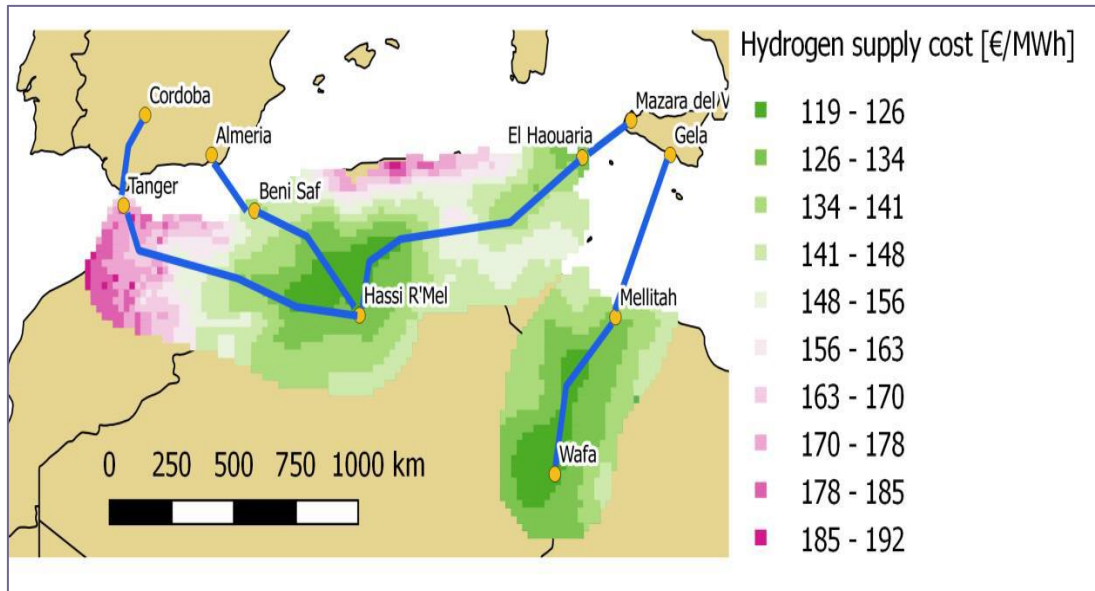 Hydrogen supply cost [€/MWh]
119 - 126
126 - 134
134 - 141
141 - 148
148 - 156
156 - 163
163 - 170
170 - 178
178 - 185
185 - 192
Cordoba
Almeria
Tanger
Beni Saf
El Haouaria
Mazara del V
Gela
Hassi R'Mel
Mellitah
Wafa
0 250 500 750 1000 km